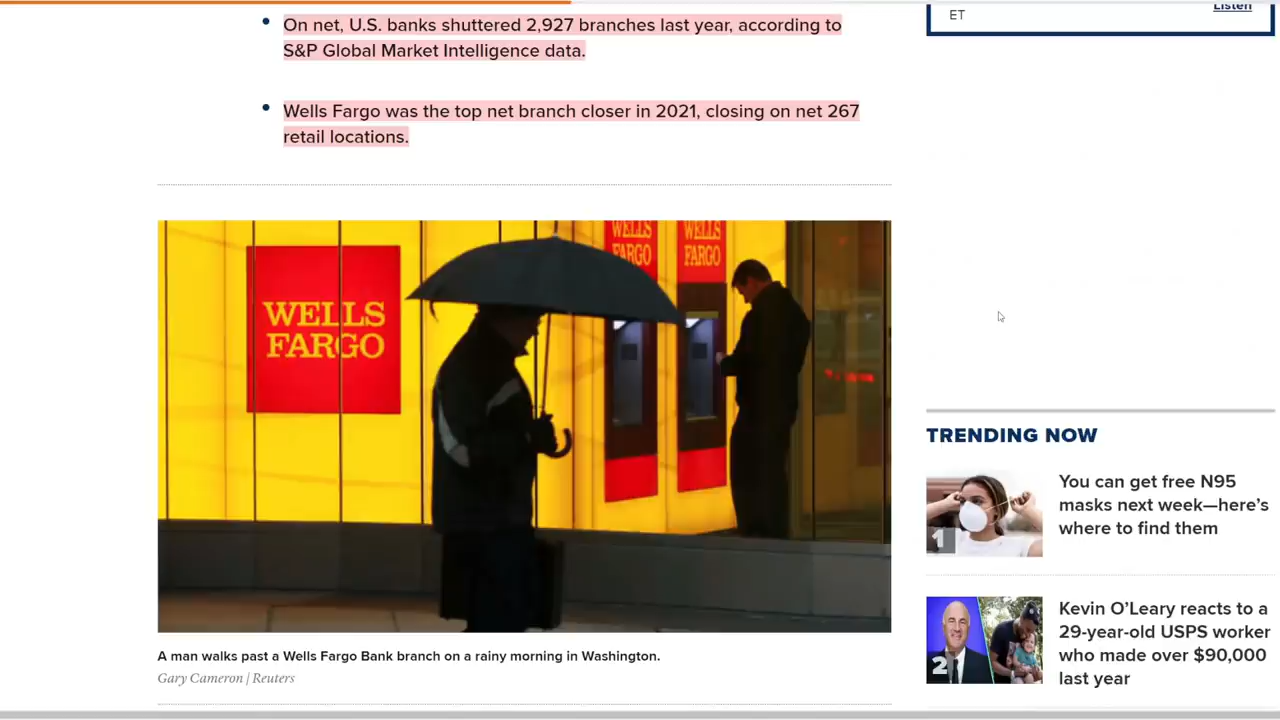 On net, U.S. banks shuttered 2,927 branches last year, according to
S&P Global Market Intelligence data.
Wells Fargo was the top net branch closer in 2021, closing on net 267
retail locations.
WELLS
FARGO
WELLS
FARGO
WELLS
FARGO
A man walks past a Wells Fargo Bank branch on a rainy morning in Washington.
Gary Cameron | Reuters
ET
Listen
TRENDING NOW
1
You can get free N95
masks next week—here's
where to find them
2
Kevin O'Leary reacts to a
29-year-old USPS worker
who made over $90,000
last year